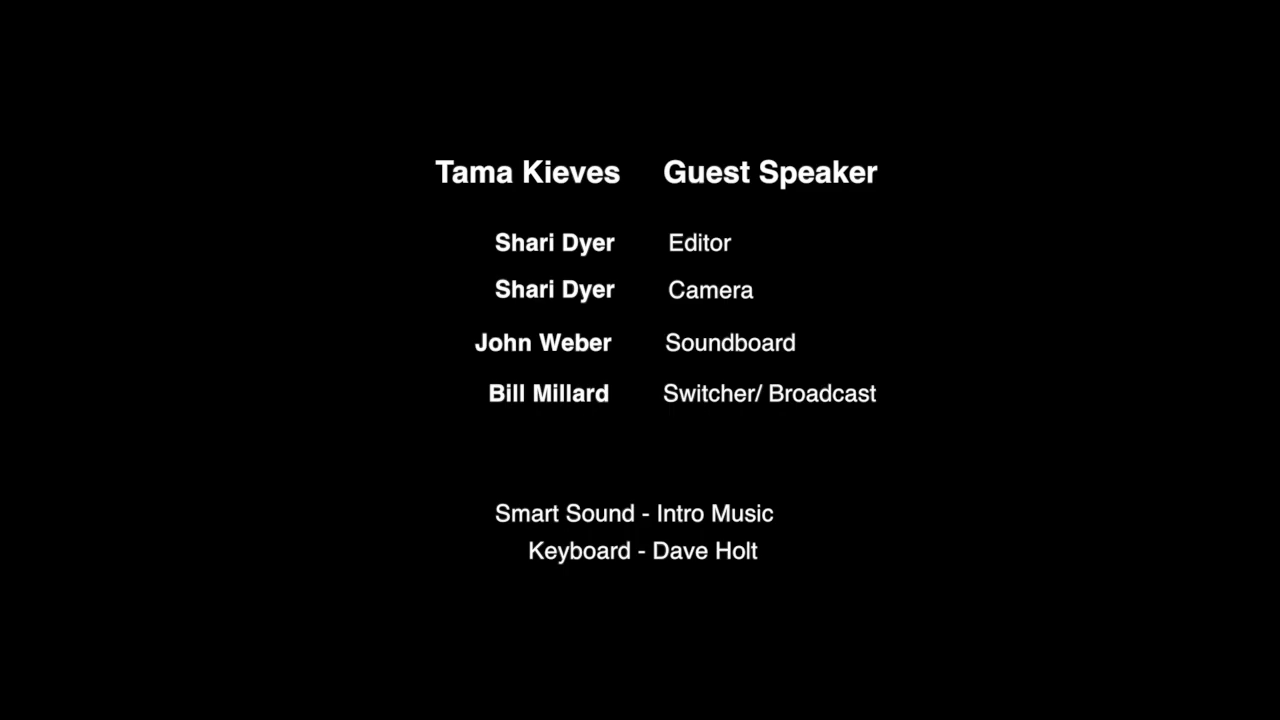 Tama Kieves Guest Speaker
Shari Dyer Editor
Shari Dyer Camera
John Weber Soundboard
Bill Millard Switcher/ Broadcast
Smart Sound - Intro Music
Keyboard - Dave Holt